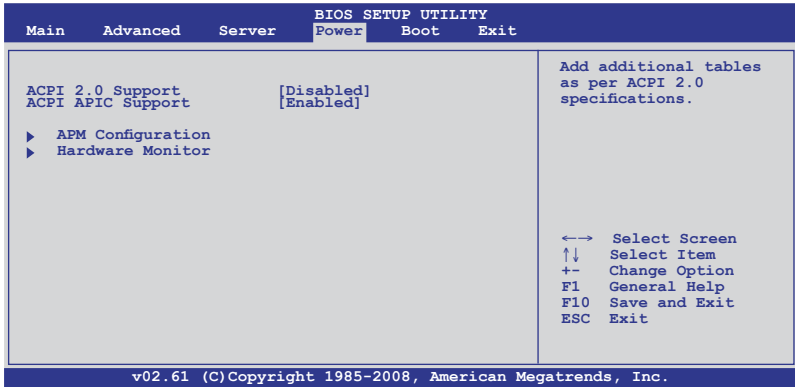 BIOS SETUP UTILITY
Main Advanced Server Power Boot Exit
ACPI 2.0 Support [Disabled]
ACPI APIC Support [Enabled]
APM Configuration
Hardware Monitor
Add additional tables
as per ACPI 2.0
specifications.
←→ Select Screen
↑↓ Select Item
+- Change Option
F1 General Help
F10 Save and Exit
ESC Exit
v02.61 (C)Copyright 1985-2008, American Megatrends, Inc.